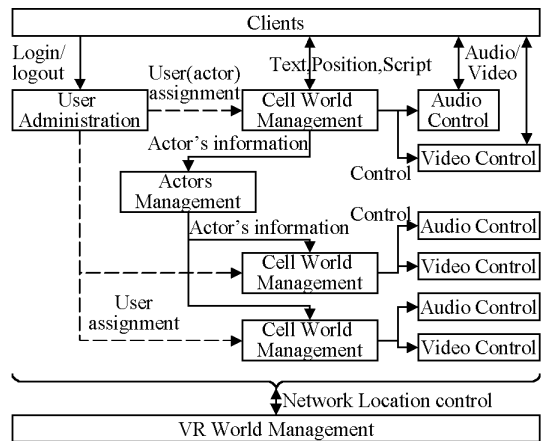 Clients
Login/
logout
User(actor)
assignment
Text,Position,Script
Audio/
Video
User
Administration
Cell World
Management
Audio
Control
Video Control
Actor's information
Control
Actors
Management
Control
Actor's information
Audio Control
Cell World
Management
Video Control
User
assignment
Audio Control
Cell World
Management
Video Control
Network Location control
VR World Management